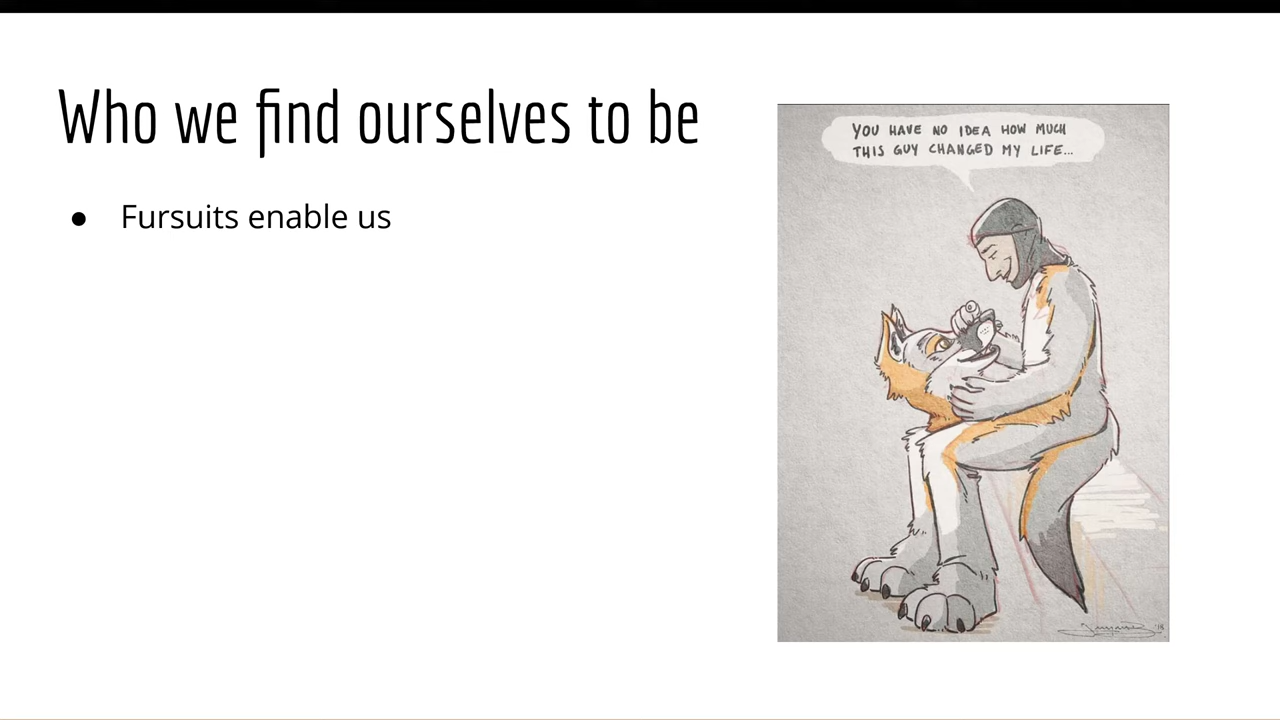 Who we find ourselves to be
● Fursuits enable us
YOU HAVE NO IDEA HOW MUCH
THIS GUY CHANGED MY LIFE...
'18